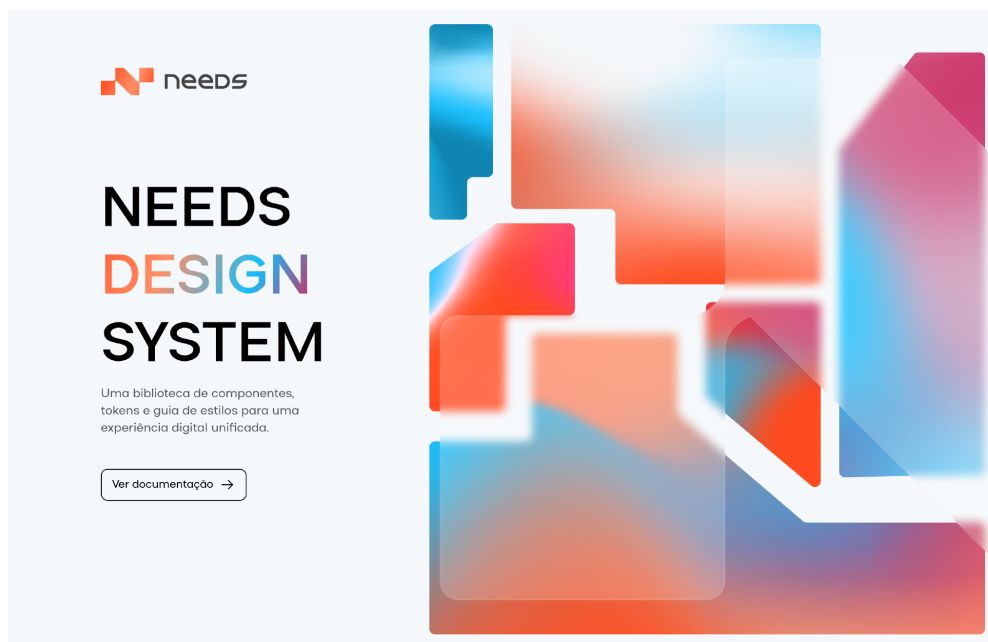 NEEDS
NEEDS
DESIGN
SYSTEM
Uma biblioteca de componentes,
tokens e guia de estilos para uma
experiência digital unificada.
Ver documentação →